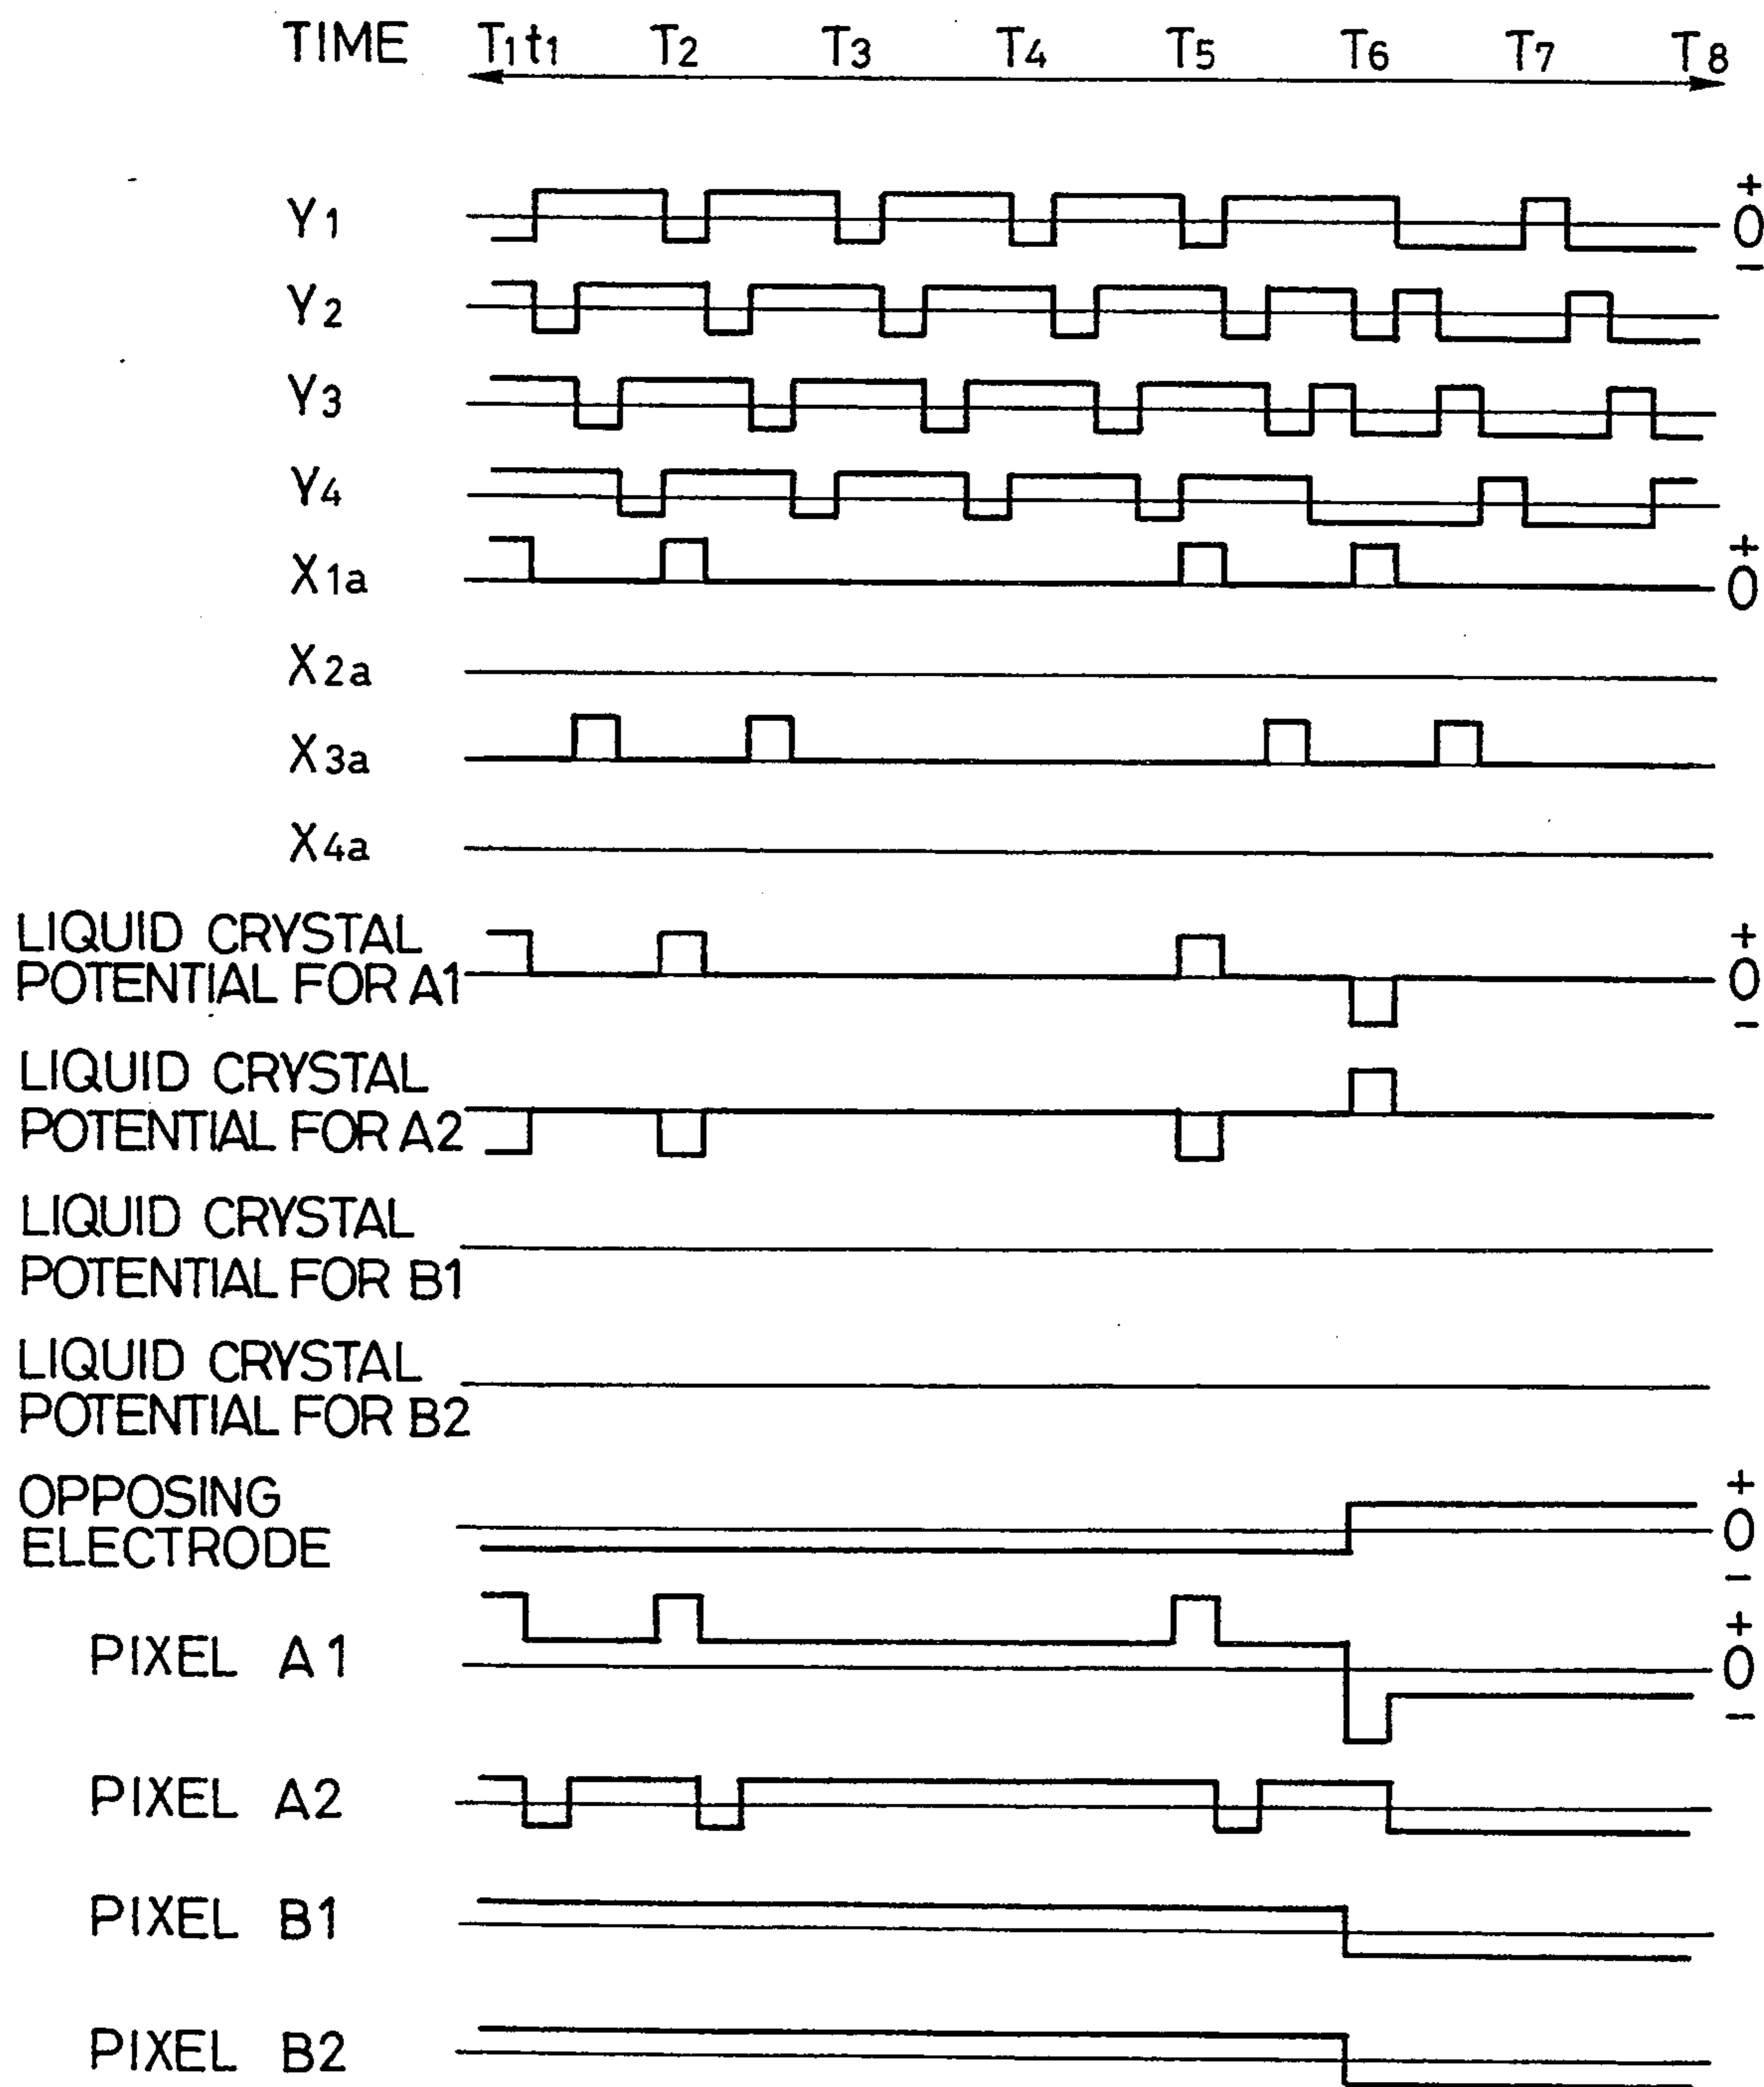 TIME T1 t1 T2 T3 T4 T5 T6 T7 T8
Y1 + 0 −
Y2
Y3
Y4
X1a + 0
X2a
X3a
X4a
LIQUID CRYSTAL
POTENTIAL FOR A1 + 0 −
LIQUID CRYSTAL
POTENTIAL FOR A2
LIQUID CRYSTAL
POTENTIAL FOR B1
LIQUID CRYSTAL
POTENTIAL FOR B2
OPPOSING
ELECTRODE + 0 −
PIXEL A1 + 0 −
PIXEL A2
PIXEL B1
PIXEL B2